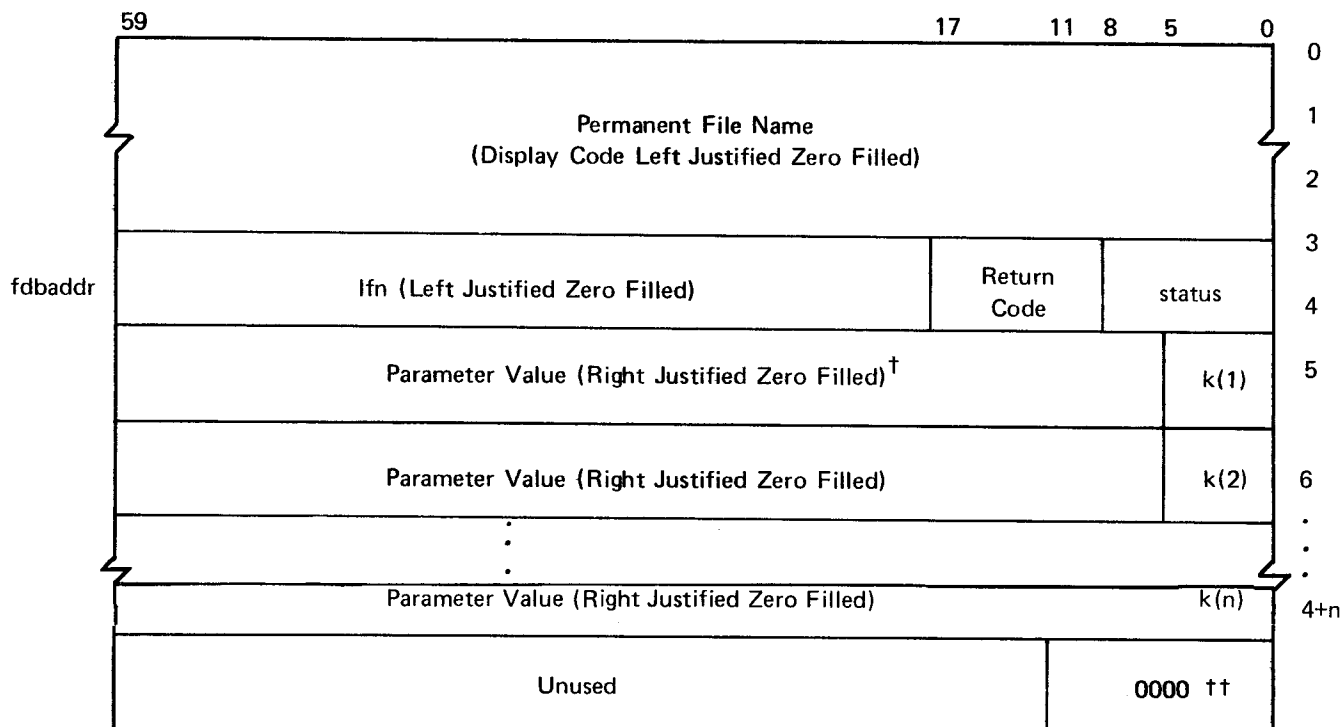 59 17 11 8 5 0
0
Permanent File Name 1
(Display Code Left Justified Zero Filled)
2
3
fdbaddr lfn (Left Justified Zero Filled) Return Code status 4
Parameter Value (Right Justified Zero Filled)† k(1) 5
Parameter Value (Right Justified Zero Filled) k(2) 6
Parameter Value (Right Justified Zero Filled) k(n) 4+n
Unused 0000 ††